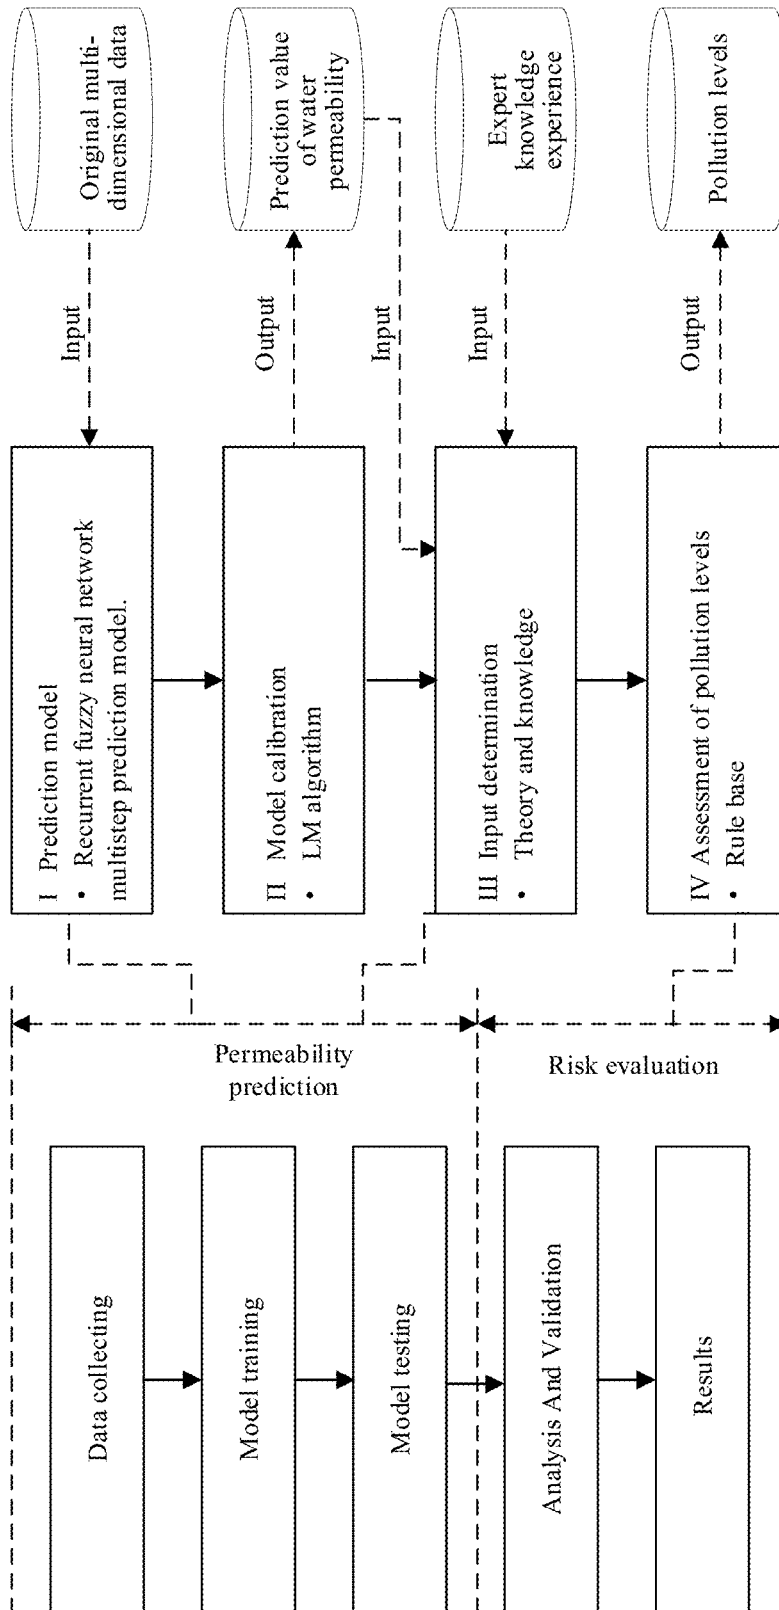 Data collecting
Model training
Model testing
Analysis And Validation
Results
Permeability
prediction
Risk evaluation
I Prediction model
• Recurrent fuzzy neural network
multistep prediction model.
II Model calibration
• LM algorithm
III Input determination
• Theory and knowledge
IV Assessment of pollution levels
• Rule base
Input
Output
Input
Input
Output
Original multi-
dimensional data
Prediction value
of water
permeability
Expert
knowledge
experience
Pollution levels